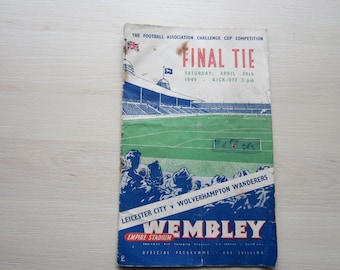 THE FOOTBALL ASSOCIATION CHALLENGE CUP COMPETITION
FINAL TIE
SATURDAY, APRIL 30th
1949 KICK-OFF 3 pm
LEICESTER CITY v WOLVERHAMPTON WANDERERS
WEMBLEY
EMPIRE STADIUM
OFFICIAL PROGRAMME ONE SHILLING